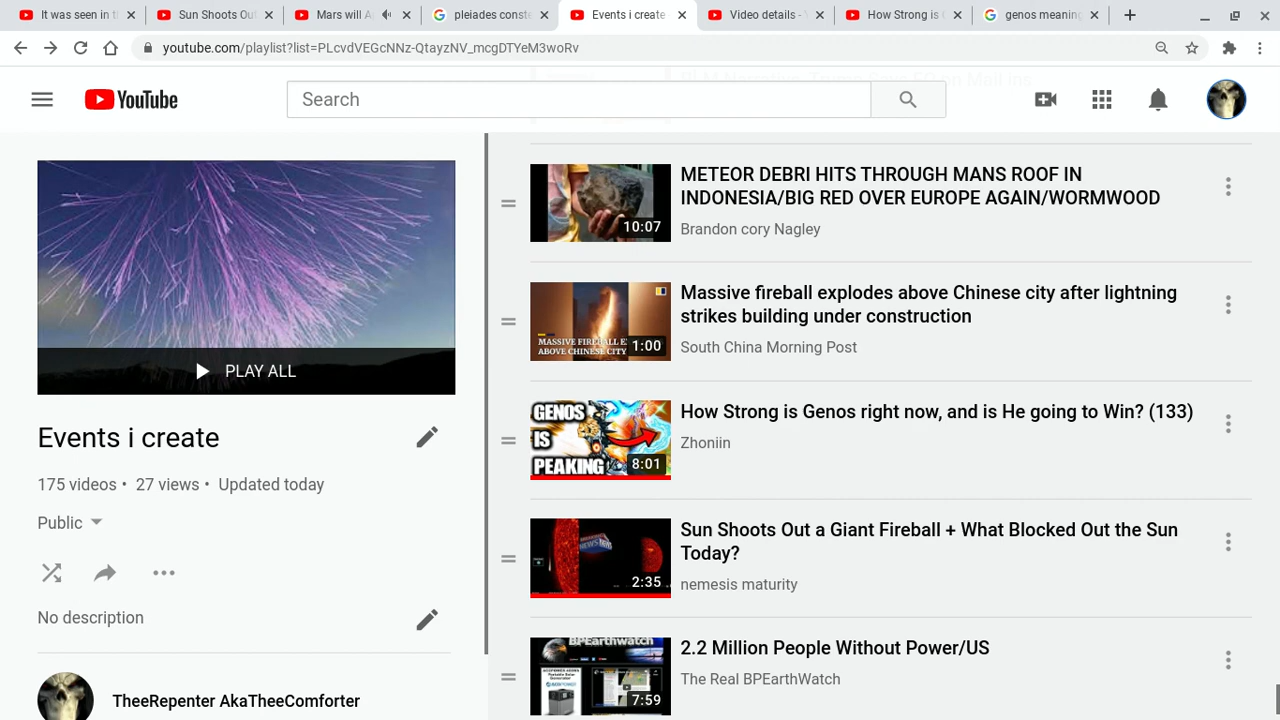 It was seen in t
Sun Shoots Out
Mars will A
pleiades conste
Events i create
Video details -
How Strong is
genos meaning
youtube.com/playlist?list=PLcvdVEGcNNz-QtayzNV_mcgDTYeM3woRv
YouTube
Search
PLAY ALL
Events i create
175 videos • 27 views • Updated today
Public
No description
TheeRepenter AkaTheeComforter
10:07
METEOR DEBRI HITS THROUGH MANS ROOF IN
INDONESIA/BIG RED OVER EUROPE AGAIN/WORMWOOD
Brandon cory Nagley
MASSIVE FIREBALL E
ABOVE CHINESE CITY
1:00
Massive fireball explodes above Chinese city after lightning
strikes building under construction
South China Morning Post
GENOS
IS
PEAKING
8:01
How Strong is Genos right now, and is He going to Win? (133)
Zhoniin
2:35
Sun Shoots Out a Giant Fireball + What Blocked Out the Sun
Today?
nemesis maturity
BPEarthwatch
7:59
2.2 Million People Without Power/US
The Real BPEarthWatch